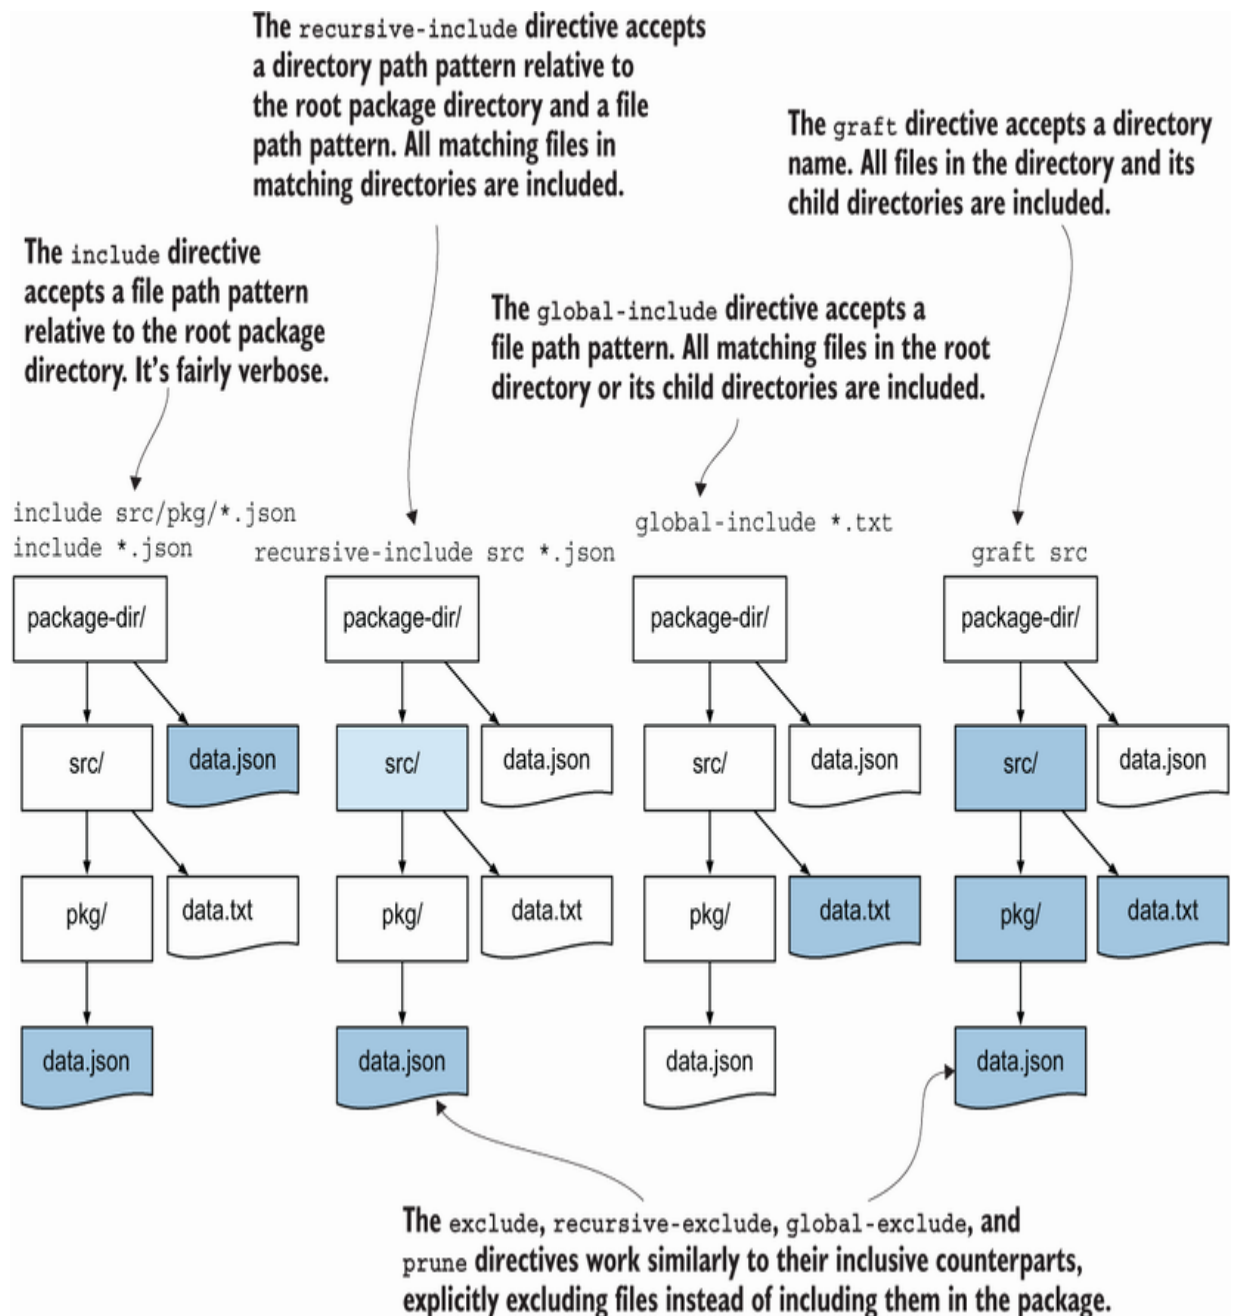 The recursive-include directive accepts
a directory path pattern relative to
the root package directory and a file
path pattern. All matching files in
matching directories are included.
The graft directive accepts a directory
name. All files in the directory and its
child directories are included.
The include directive
accepts a file path pattern
relative to the root package
directory. It's fairly verbose.
The global-include directive accepts a
file path pattern. All matching files in the root
directory or its child directories are included.
include src/pkg/*.json
include *.json
recursive-include src *.json
global-include *.txt
graft src
package-dir/
src/
data.json
pkg/
data.txt
data.json
package-dir/
src/
data.json
pkg/
data.txt
data.json
package-dir/
src/
data.json
pkg/
data.txt
data.json
package-dir/
src/
data.json
pkg/
data.txt
data.json
The exclude, recursive-exclude, global-exclude, and
prune directives work similarly to their inclusive counterparts,
explicitly excluding files instead of including them in the package.